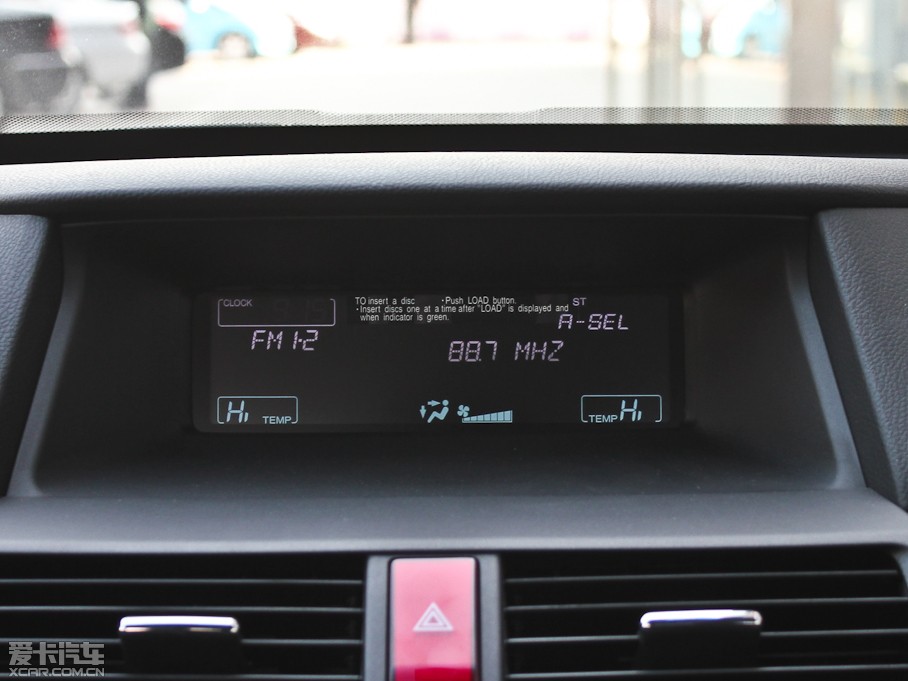 CLOCK
TO insert a disc ·Push LOAD button.
·Insert discs one at a time after "LOAD" is displayed and
when indicator is green.
ST
A-SEL
FM1-2
88.7 MHZ
Hi TEMP
TEMP Hi
爱卡汽车
XCAR.COM.CN